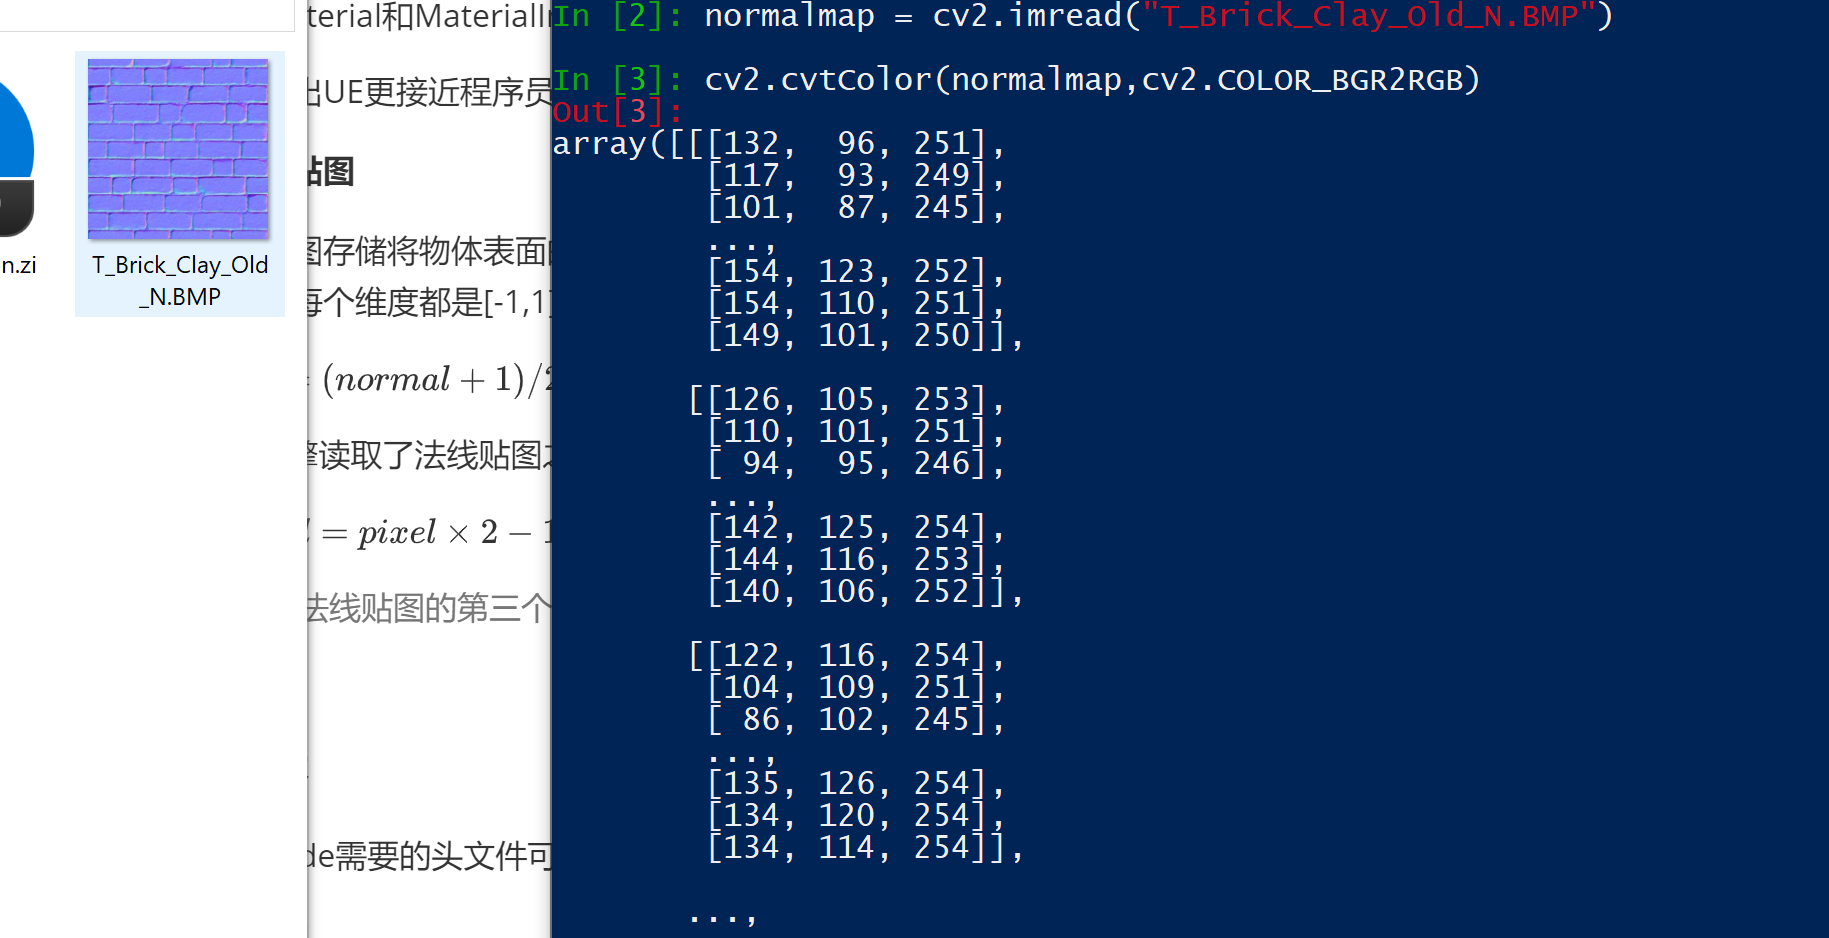 n.zi
T_Brick_Clay_Old
_N.BMP
terial和MaterialIn
出UE更接近程序员
贴图
图存储将物体表面
每个维度都是[-1,1]
= (normal + 1)/2
擎读取了法线贴图之
l = pixel × 2 − 1
法线贴图的第三个
de需要的头文件可
In [2]: normalmap = cv2.imread("T_Brick_Clay_Old_N.BMP")
In [3]: cv2.cvtColor(normalmap,cv2.COLOR_BGR2RGB)
Out[3]:
array([[[132,  96, 251],
[117,  93, 249],
[101,  87, 245],
...,
[154, 123, 252],
[154, 110, 251],
[149, 101, 250]],
[[126, 105, 253],
[110, 101, 251],
[ 94,  95, 246],
...,
[142, 125, 254],
[144, 116, 253],
[140, 106, 252]],
[[122, 116, 254],
[104, 109, 251],
[ 86, 102, 245],
...,
[135, 126, 254],
[134, 120, 254],
[134, 114, 254]],
...,